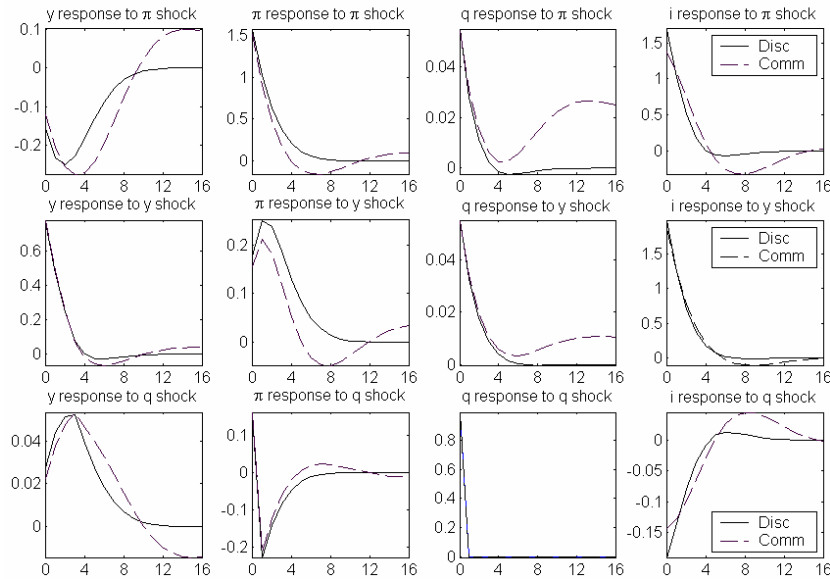 y response to π shock
π response to π shock
q response to π shock
i response to π shock
0.1
0
-0.1
-0.2
0 4 8 12 16
1.5
1
0.5
0
0 4 8 12 16
0.04
0.02
0
0 4 8 12 16
1.5
1
0.5
0
0 4 8 12 16
Disc
Comm
y response to y shock
π response to y shock
q response to y shock
i response to y shock
0.6
0.4
0.2
0
0 4 8 12 16
0.2
0.1
0
0 4 8 12 16
0.04
0.02
0
0 4 8 12 16
1.5
1
0.5
0
0 4 8 12 16
Disc
Comm
y response to q shock
π response to q shock
q response to q shock
i response to q shock
0.04
0.02
0
0 4 8 12 16
0.1
0
-0.1
-0.2
0 4 8 12 16
0.8
0.6
0.4
0.2
0
0 4 8 12 16
0
-0.05
-0.1
-0.15
0 4 8 12 16
Disc
Comm